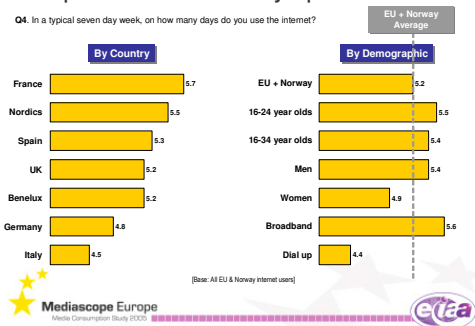 Q4. In a typical seven day week, on how many days do you use the internet?
EU + Norway
Average
By Country
France 5.7
Nordics 5.5
Spain 5.3
UK 5.2
Benelux 5.2
Germany 4.8
Italy 4.5
By Demographic
EU + Norway 5.2
16-24 year olds 5.5
16-34 year olds 5.4
Men 5.4
Women 4.9
Broadband 5.6
Dial up 4.4
[Base: All EU & Norway internet users]
Mediascope Europe
Media Consumption Study 2005
eiaa